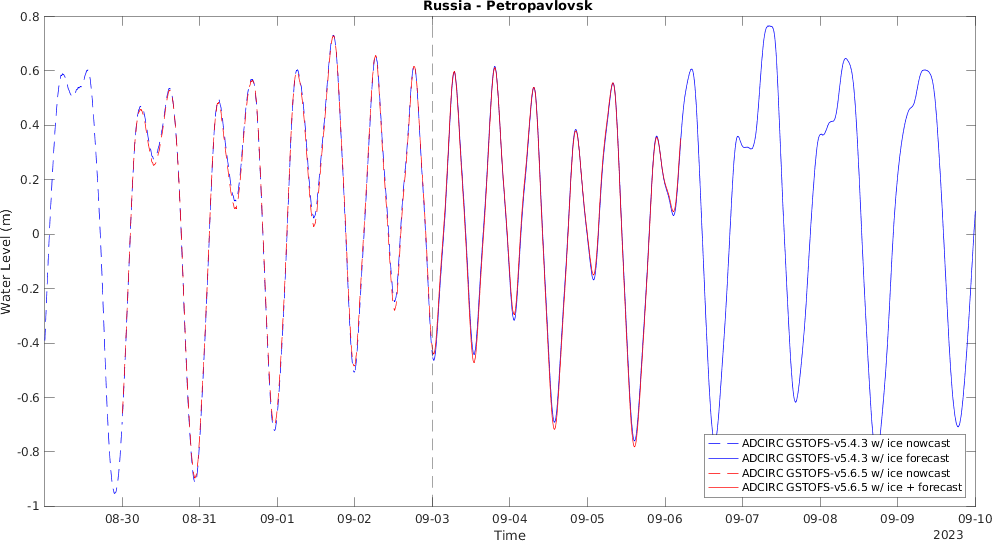 Russia - Petropavlovsk
Water Level (m)
0.8
0.6
0.4
0.2
0
-0.2
-0.4
-0.6
-0.8
-1
ADCIRC GSTOFS-v5.4.3 w/ ice nowcast
ADCIRC GSTOFS-v5.4.3 w/ ice forecast
ADCIRC GSTOFS-v5.6.5 w/ ice nowcast
ADCIRC GSTOFS-v5.6.5 w/ ice + forecast
08-30 08-31 09-01 09-02 09-03 09-04 09-05 09-06 09-07 09-08 09-09 09-10
Time
2023